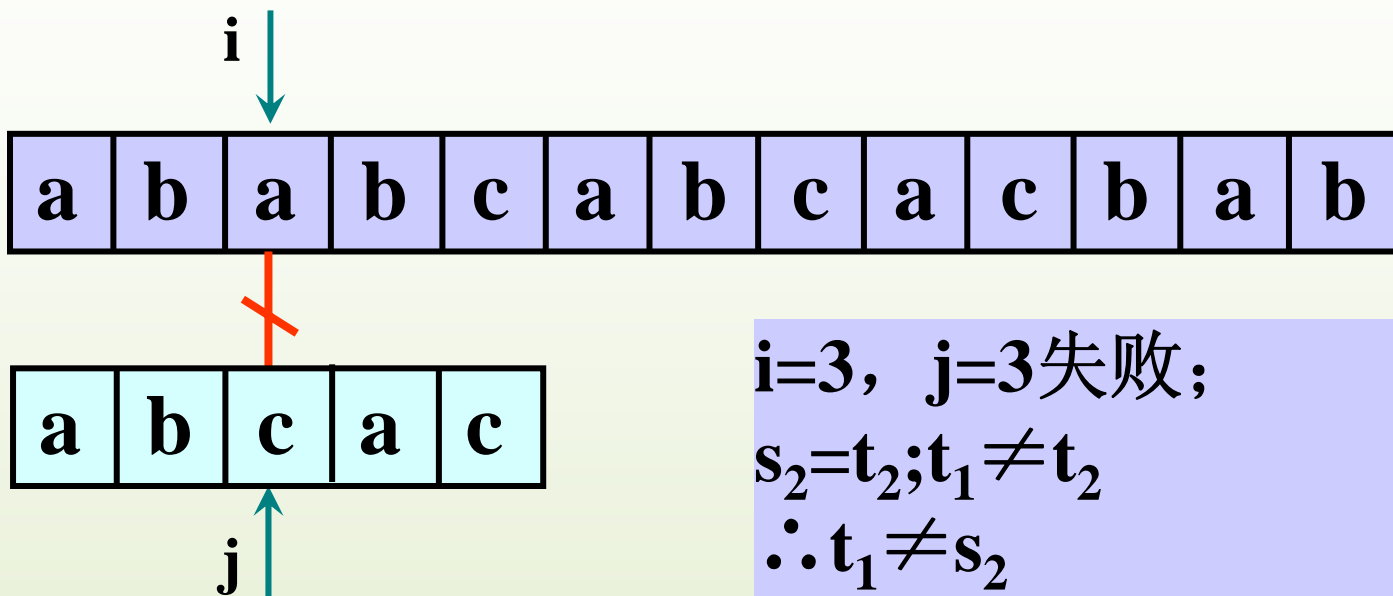 i
a b a b c a b c a c b a b
a b c a c
j
i=3，j=3失败；
s₂=t₂;t₁≠t₂
∴t₁≠s₂